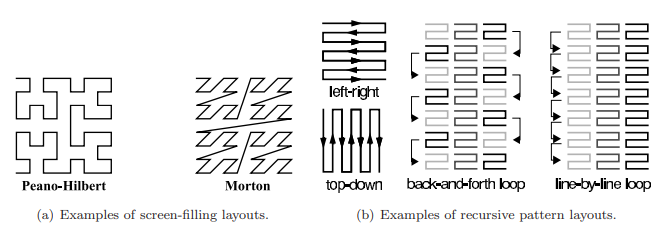 left-right
Peano-Hilbert
Morton
top-down
back-and-forth loop
line-by-line loop
(a) Examples of screen-filling layouts.
(b) Examples of recursive pattern layouts.